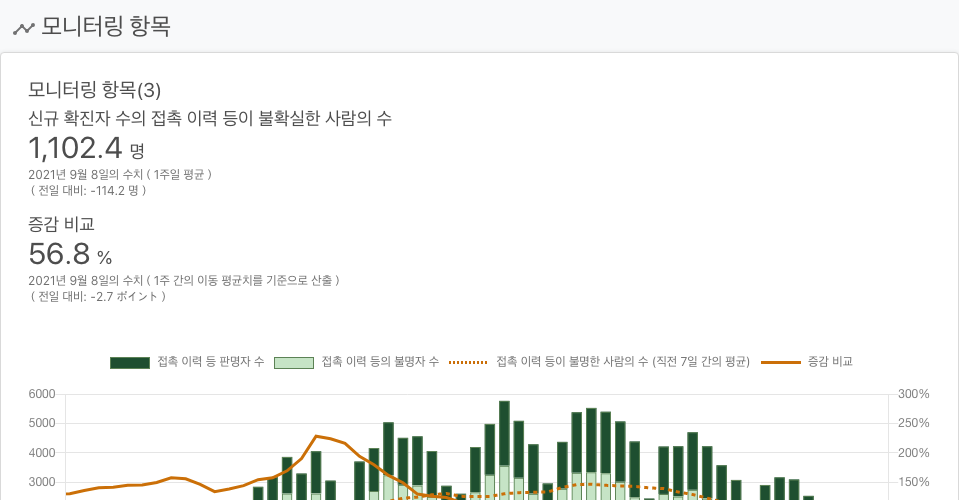 모니터링 항목
모니터링 항목(3)
신규 확진자 수의 접촉 이력 등이 불확실한 사람의 수
1,102.4 명
2021년 9월 8일의 수치 ( 1주일 평균 )
( 전일 대비: -114.2 명 )
증감 비교
56.8 %
2021년 9월 8일의 수치 ( 1주 간의 이동 평균치를 기준으로 산출 )
( 전일 대비: -2.7 ポイント )
접촉 이력 등 판명자 수 접촉 이력 등의 불명자 수 접촉 이력 등이 불명한 사람의 수 (직전 7일 간의 평균) 증감 비교
6000 300%
5000 250%
4000 200%
3000 150%